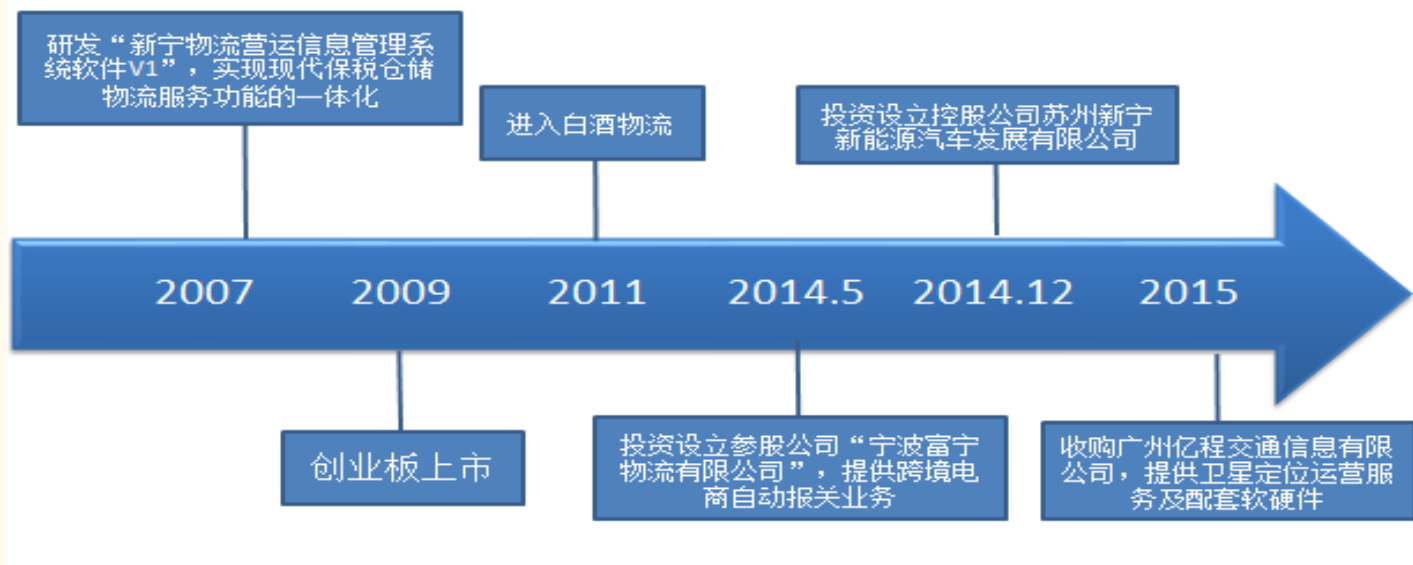 研发“新宁物流营运信息管理系
统软件V1”，实现现代保税仓储
物流服务功能的一体化
进入白酒物流
投资设立控股公司苏州新宁
新能源汽车发展有限公司
2007
2009
2011
2014.5
2014.12
2015
创业板上市
投资设立参股公司“宁波富宁
物流有限公司”，提供跨境电
商自动报关业务
收购广州亿程交通信息有限
公司，提供卫星定位运营服
务及配套软硬件